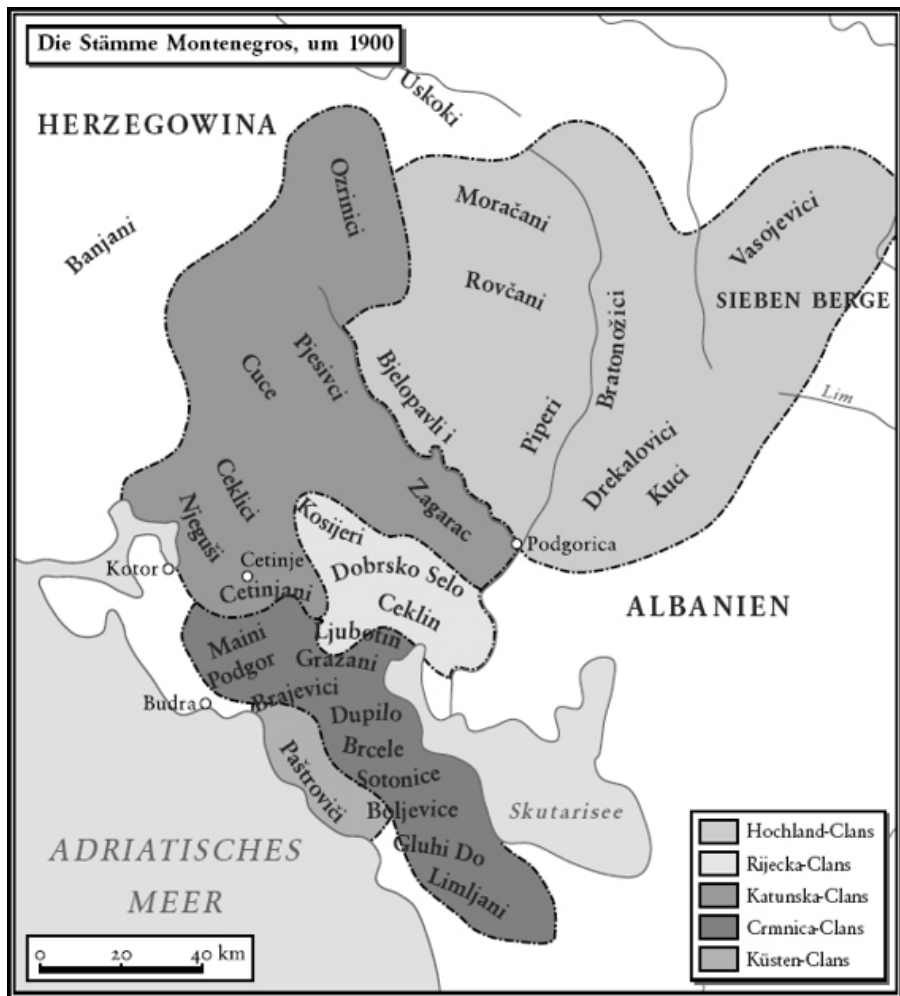 Die Stämme Montenegros, um 1900
HERZEGOWINA
Uskoki
Banjani
Ozrinici
Moračani
Rovčani
Vasojevici
SIEBEN BERGE
Lim
Bratonožici
Cuce
Pjesivci
Bjelopavli i
Piperi
Drekalovici
Kuci
Ceklici
Njeguši
Zagarac
Kosijeri
Podgorica
Kotor
Cetinje
Cetinjani
Dobrsko Selo
Ceklin
ALBANIEN
Ljubotin
Maini
Podgor
Gražani
Brajevici
Budra
Dupilo
Brcele
Sotonice
Boljevice
Paštroviči
Gluhi Do
Limljani
Skutarisee
ADRIATISCHES
MEER
Hochland-Clans
Rijecka-Clans
Katunska-Clans
Crmnica-Clans
Küsten-Clans
0 20 40 km